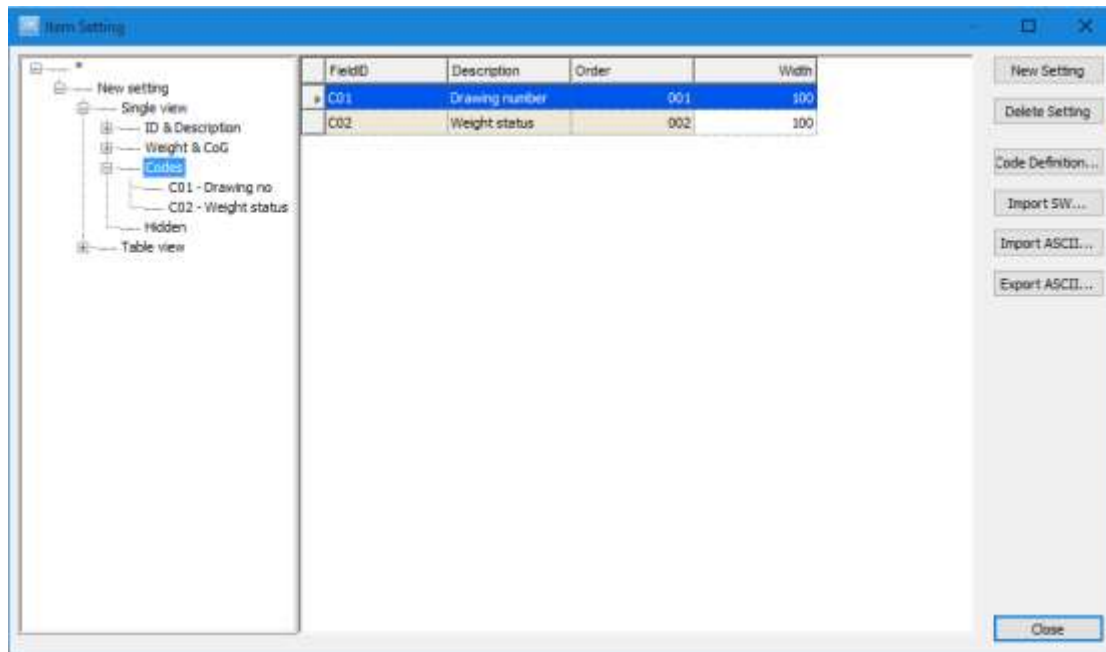 Item Setting
*
New setting
Single view
ID & Description
Weight & CoG
Codes
C01 - Drawing no
C02 - Weight status
Hidden
Table view
FieldID Description Order Width
C01 Drawing number 001 100
C02 Weight status 002 100
New Setting
Delete Setting
Code Definition...
Import SW...
Import ASCII...
Export ASCII...
Close